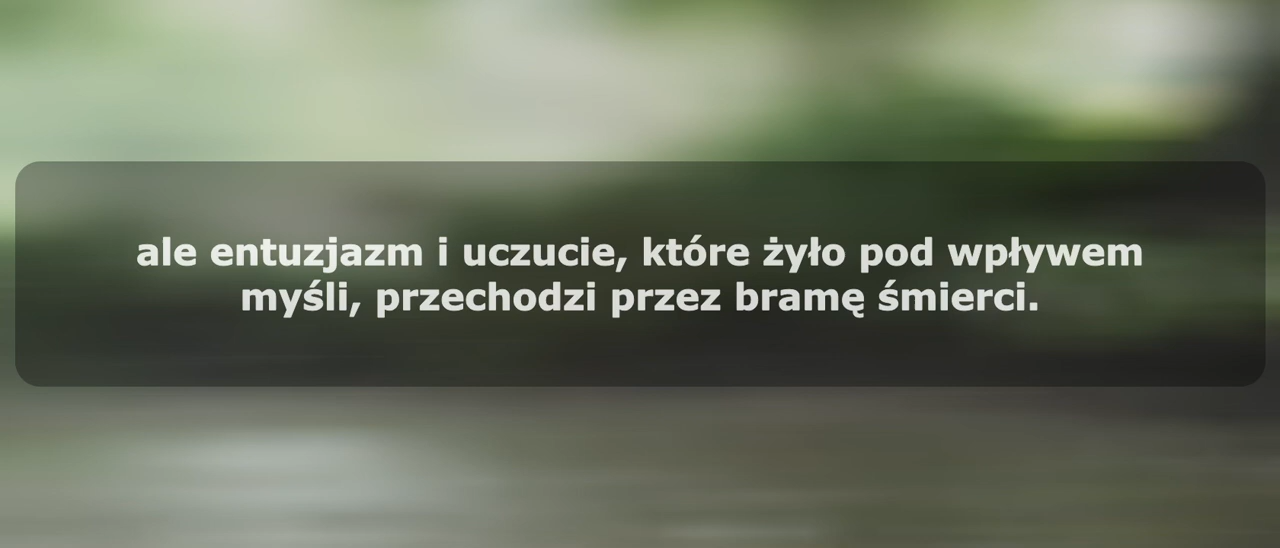 ale entuzjazm i uczucie, które żyło pod wpływem
myśli, przechodzi przez bramę śmierci.